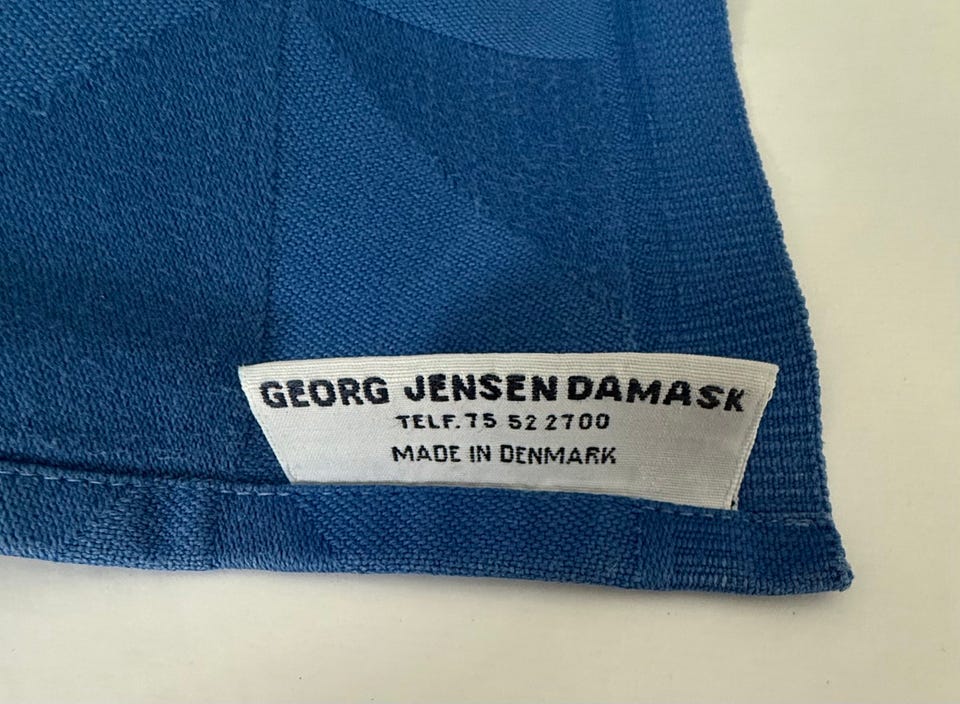 GEORG JENSEN DAMASK
TELF. 75 52 2700
MADE IN DENMARK